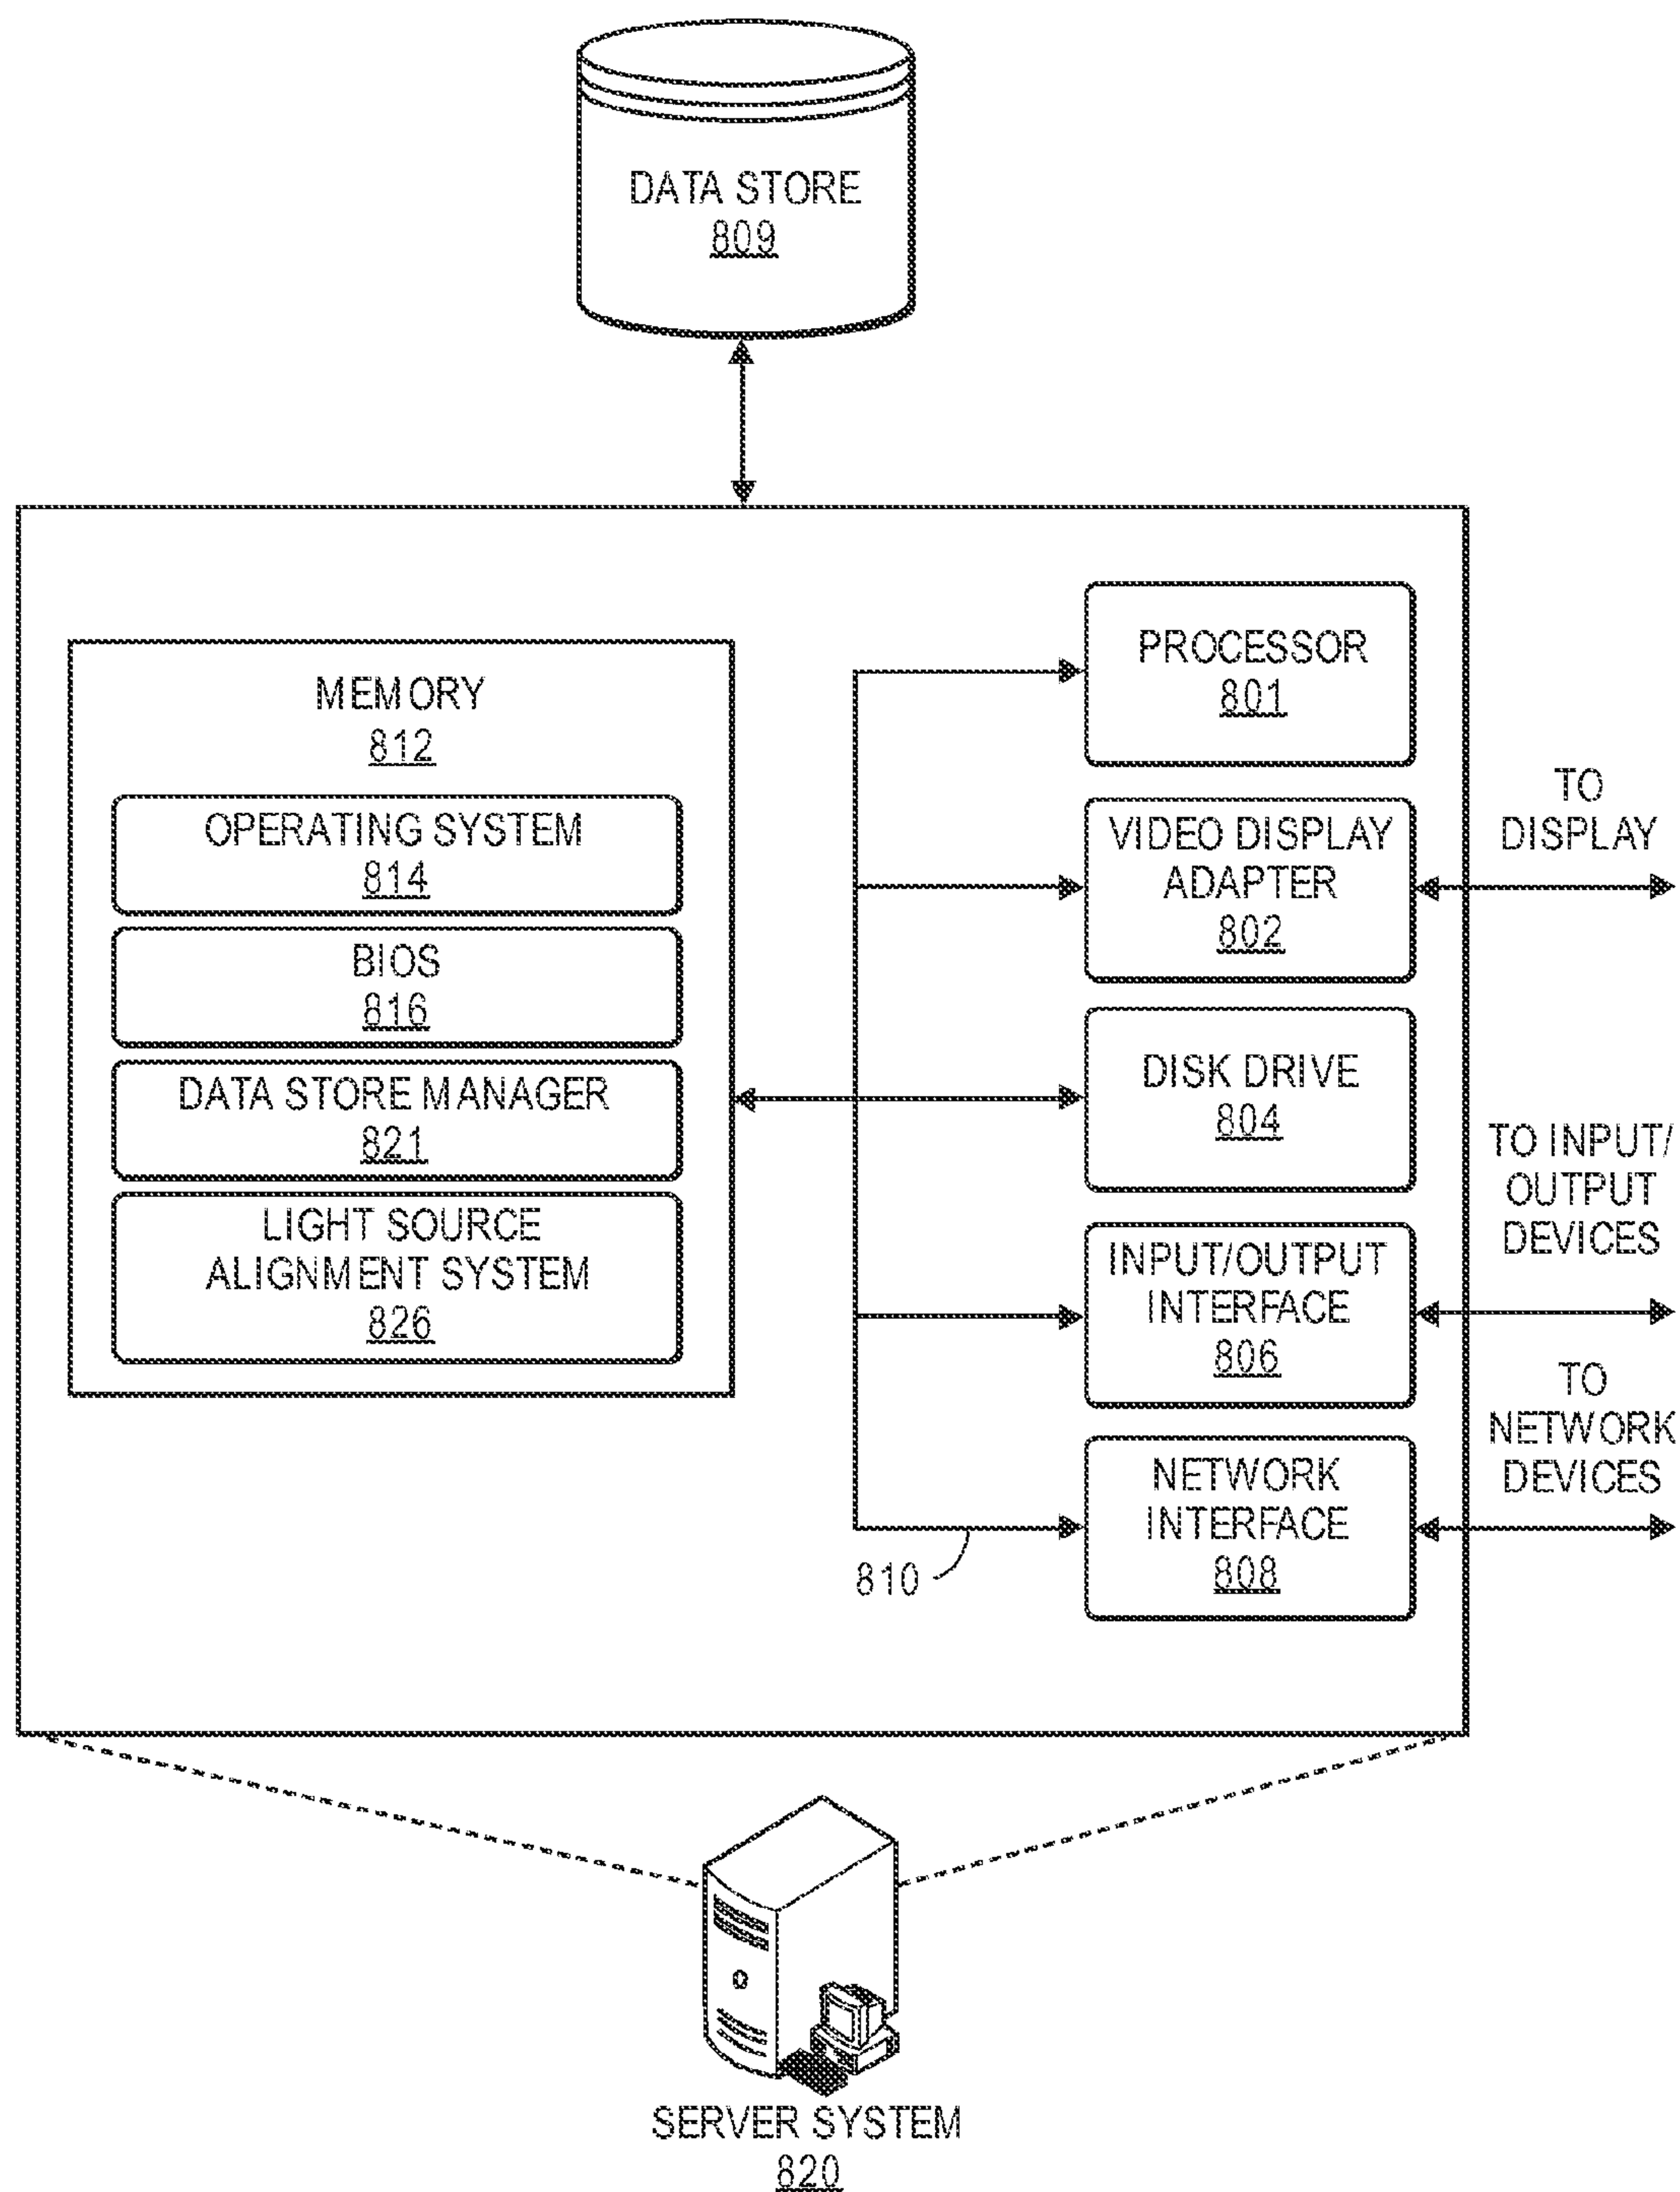 DATA STORE
809
MEMORY
812
OPERATING SYSTEM
814
BIOS
816
DATA STORE MANAGER
821
LIGHT SOURCE
ALIGNMENT SYSTEM
826
PROCESSOR
801
VIDEO DISPLAY
ADAPTER
802
DISK DRIVE
804
INPUT/OUTPUT
INTERFACE
806
NETWORK
INTERFACE
808
810
TO
DISPLAY
TO INPUT/
OUTPUT
DEVICES
TO
NETWORK
DEVICES
SERVER SYSTEM
820